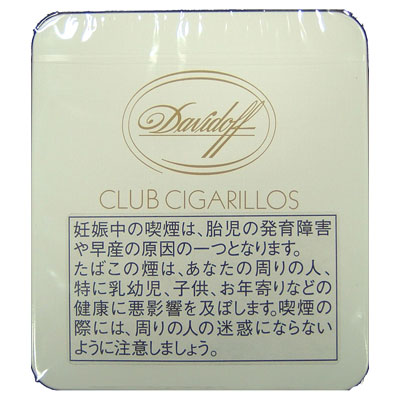 Davidoff
CLUB CIGARILLOS
妊娠中の喫煙は、胎児の発育障害
や早産の原因の一つとなります。
たばこの煙は、あなたの周りの人、
特に乳幼児、子供、お年寄りなどの
健康に悪影響を及ぼします。喫煙の
際には、周りの人の迷惑にならない
ように注意しましょう。